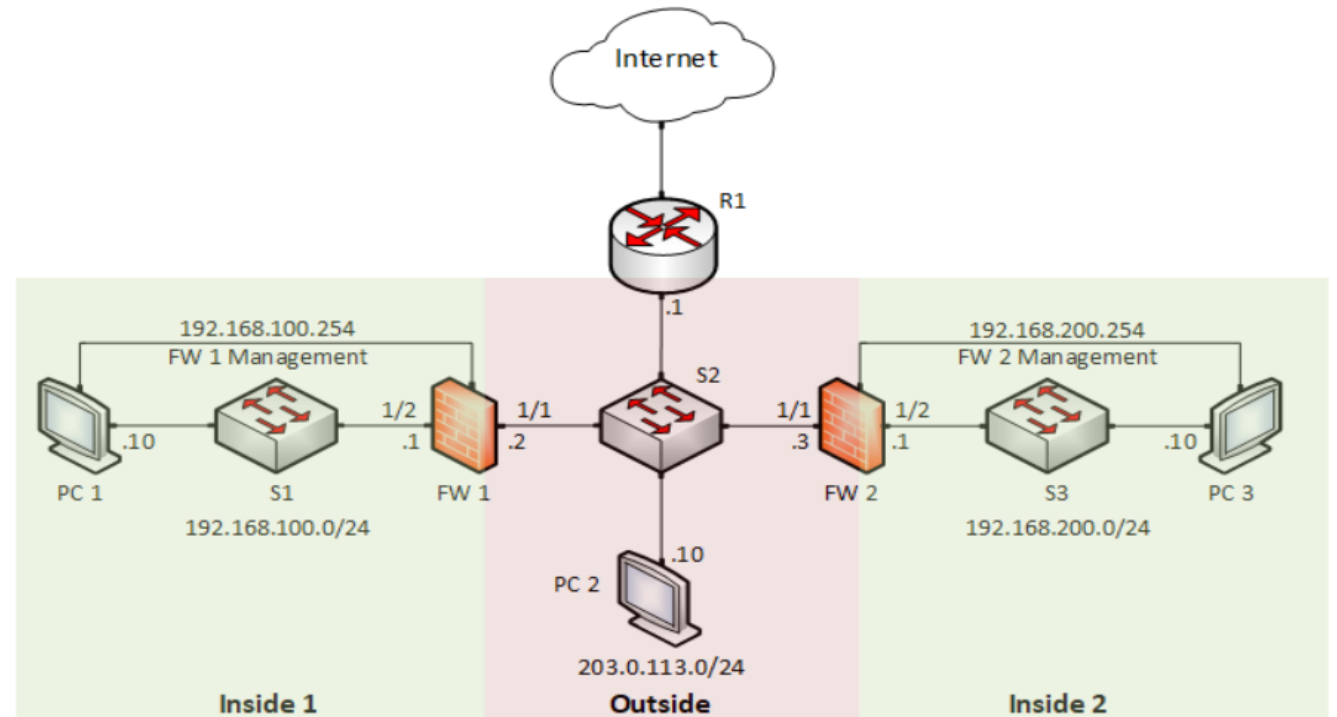 Internet
R1
.1
192.168.100.254
FW 1 Management
192.168.200.254
FW 2 Management
S2
1/2
1/1
1/1
1/2
.10
.1
.2
.3
.1
.10
PC 1
S1
FW 1
FW 2
S3
PC 3
192.168.100.0/24
192.168.200.0/24
.10
PC 2
203.0.113.0/24
Inside 1
Outside
Inside 2